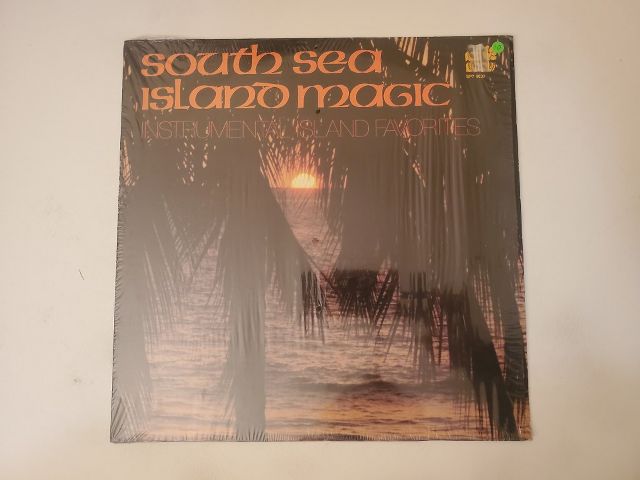 South Sea
Island Magic
INSTRUMENTAL ISLAND FAVORITES